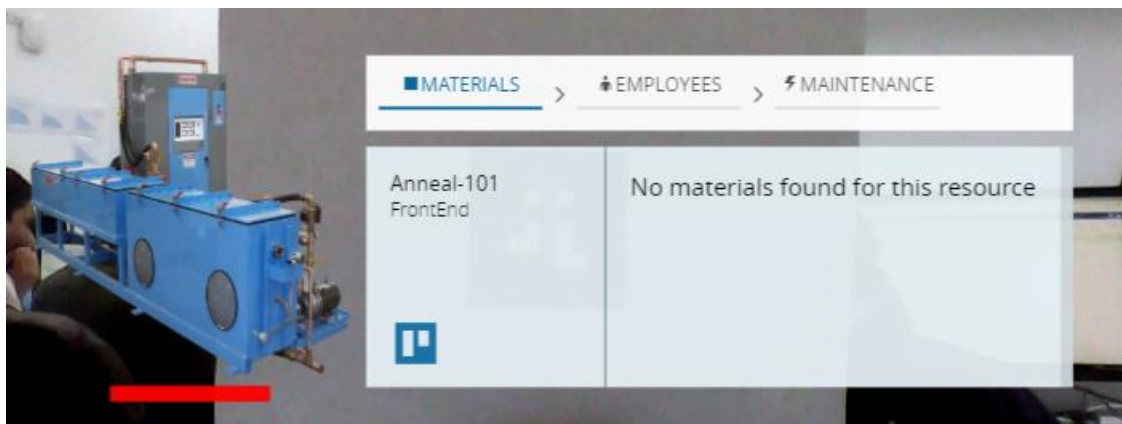 MATERIALS > EMPLOYEES > MAINTENANCE
Anneal-101
FrontEnd
No materials found for this resource